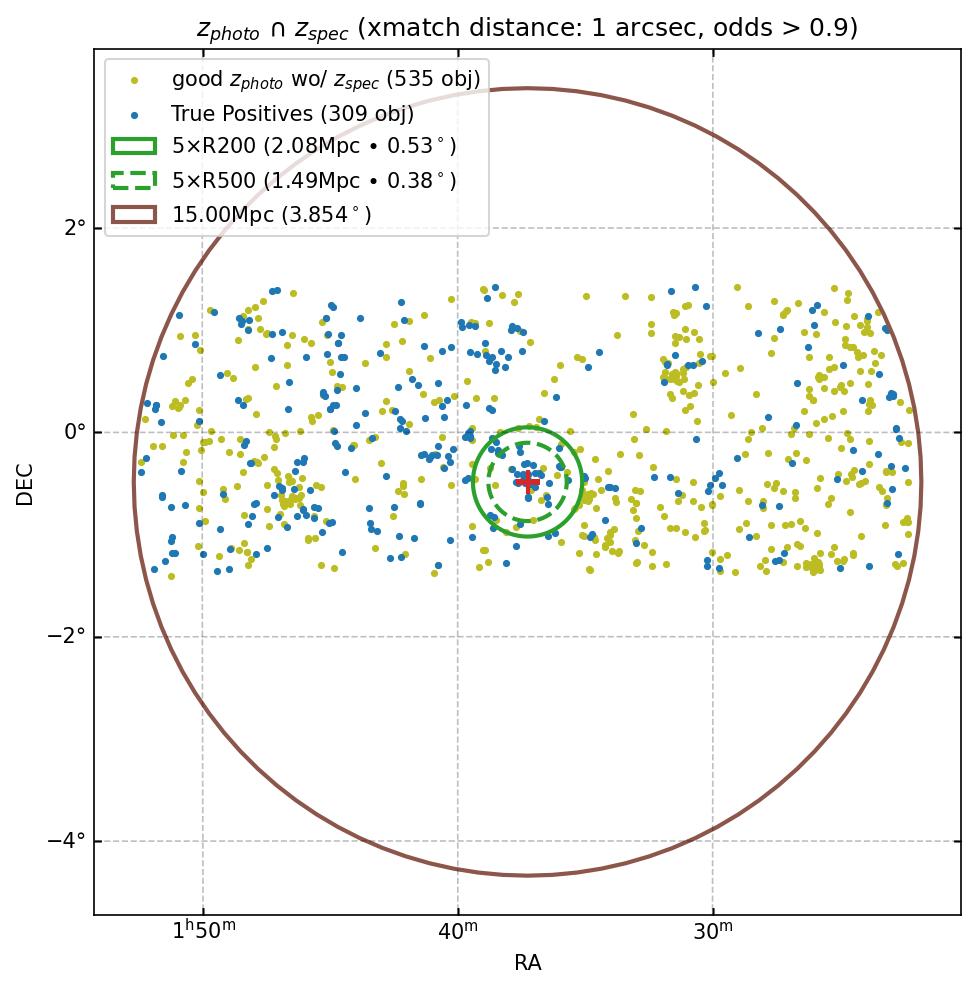 z_photo ∩ z_spec (xmatch distance: 1 arcsec, odds > 0.9)
good z_photo wo/ z_spec (535 obj)
True Positives (309 obj)
5×R200 (2.08Mpc • 0.53°)
5×R500 (1.49Mpc • 0.38°)
15.00Mpc (3.854°)
2°
0°
−2°
−4°
DEC
1ʰ50ᵐ
40ᵐ
30ᵐ
RA